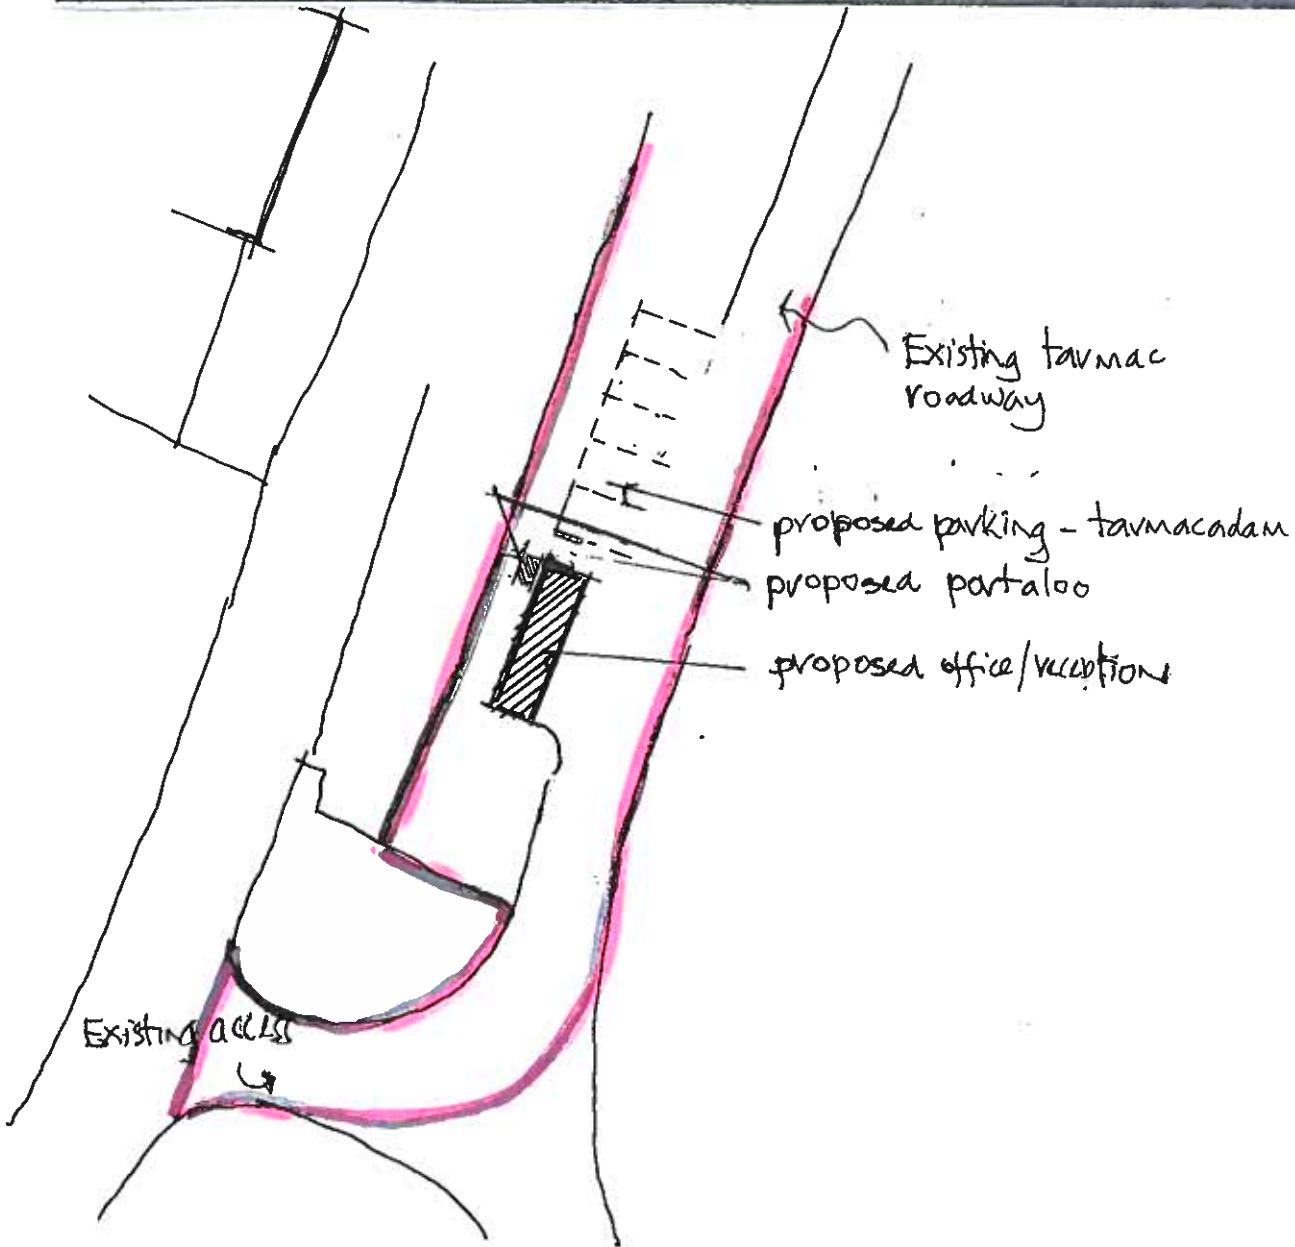 Existing tarmac
roadway
proposed parking - tarmacadam
proposed portaloo
proposed office/reception
Existing access